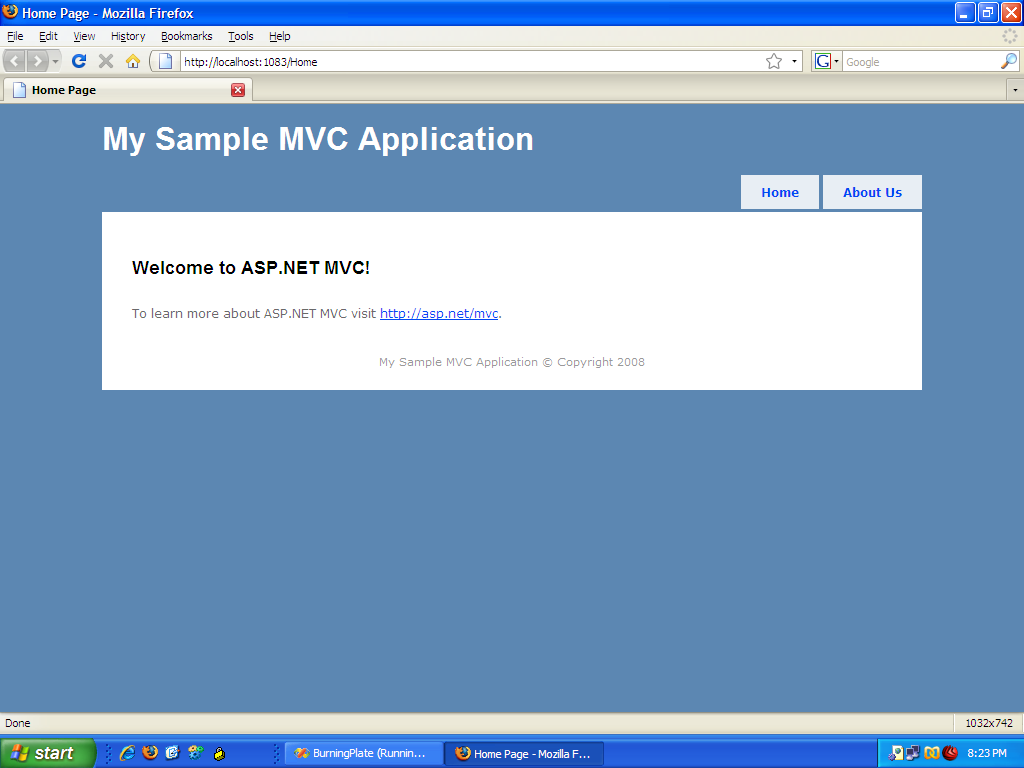 Home Page - Mozilla Firefox
File Edit View History Bookmarks Tools Help
http://localhost:1083/Home
G Google
Home Page
My Sample MVC Application
Home About Us
Welcome to ASP.NET MVC!
To learn more about ASP.NET MVC visit http://asp.net/mvc.
My Sample MVC Application © Copyright 2008
Done 1032x742
start BurningPlate (Runnin... Home Page - Mozilla F... 8:23 PM